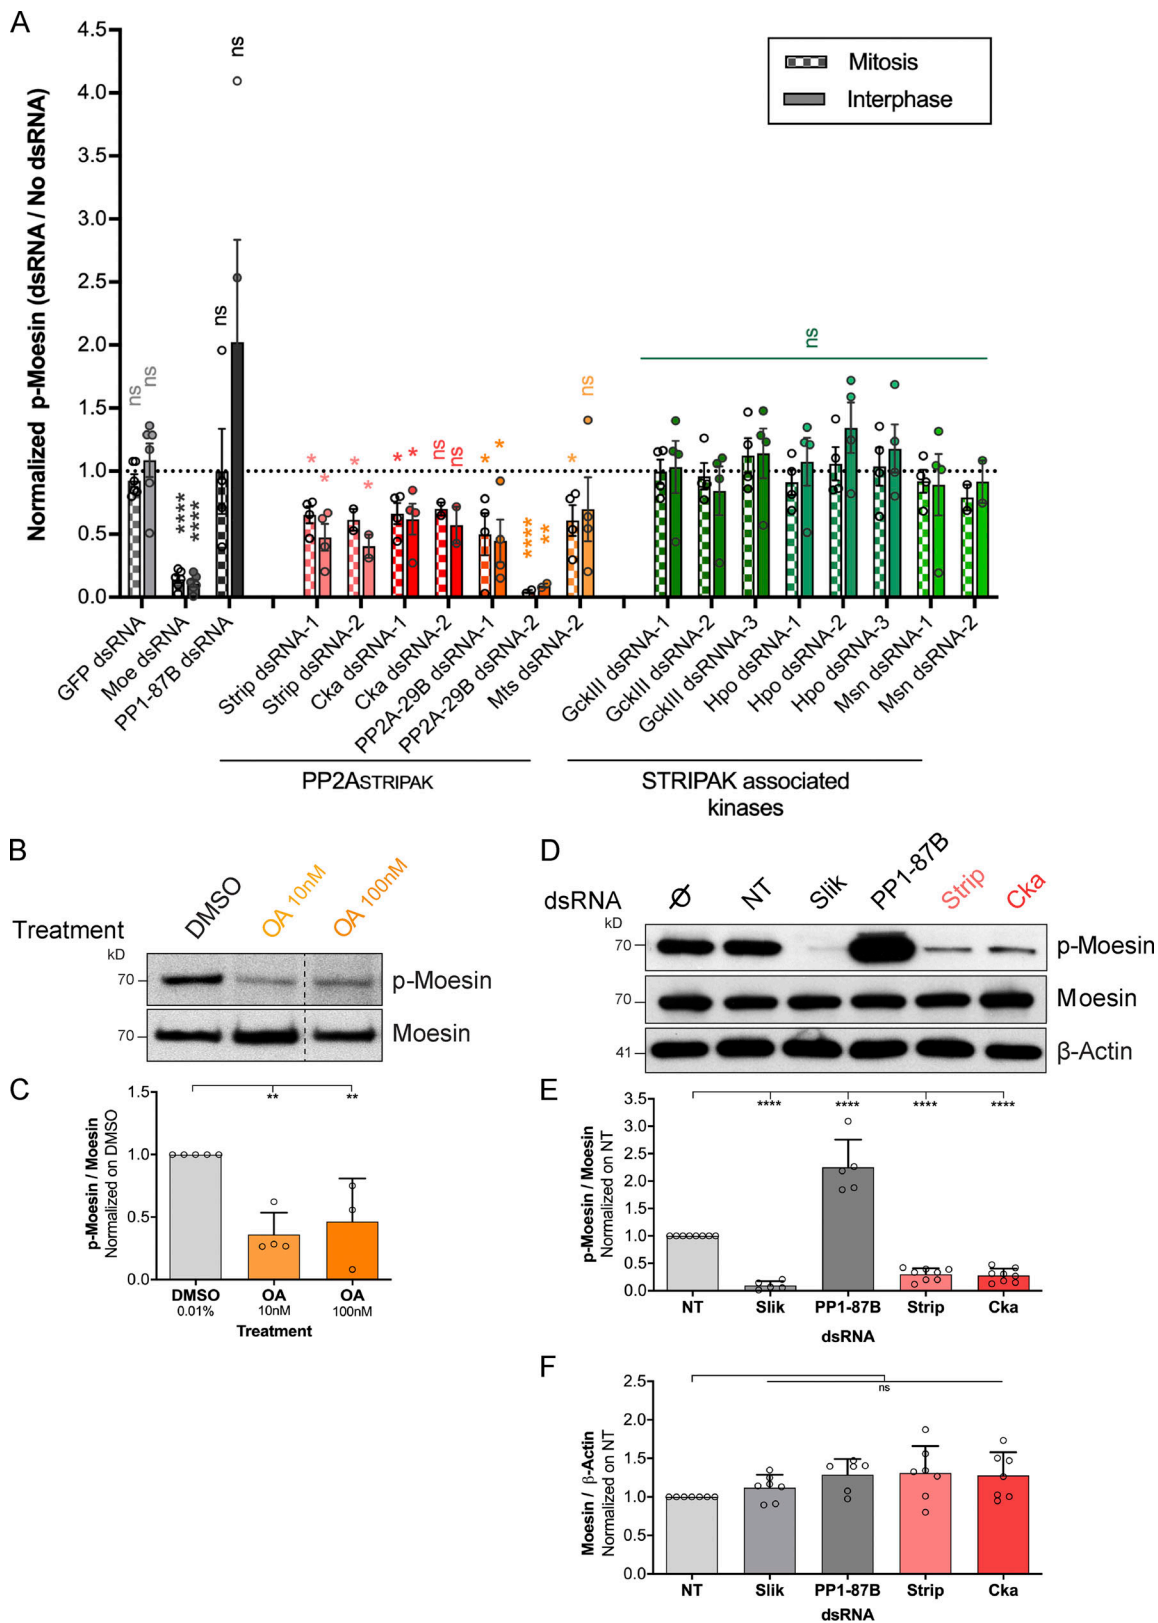 A
Normalized p-Moesin (dsRNA / No dsRNA)
4.5
4.0
3.5
3.0
2.5
2.0
1.5
1.0
0.5
0.0
Mitosis
Interphase
ns
ns
****
****
ns
ns
*
*
*
*
*
*
ns
ns
*
*
****
**
*
ns
ns
GFP dsRNA
Moe dsRNA
PP1-87B dsRNA
Strip dsRNA-1
Strip dsRNA-2
Cka dsRNA-1
Cka dsRNA-2
PP2A-29B dsRNA-1
PP2A-29B dsRNA-2
Mts dsRNA-2
GckIII dsRNA-1
GckIII dsRNA-2
GckIII dsRNNA-3
Hpo dsRNA-1
Hpo dsRNA-2
Hpo dsRNA-3
Msn dsRNA-1
Msn dsRNA-2
PP2ASTRIPAK
STRIPAK associated
kinases
B
Treatment
DMSO
OA 10nM
OA 100nM
kD
70
p-Moesin
70
Moesin
C
p-Moesin / Moesin
Normalized on DMSO
1.5
1.0
0.5
0.0
**
**
DMSO
0.01%
OA
10nM
OA
100nM
Treatment
D
dsRNA
Ø
NT
Slik
PP1-87B
Strip
Cka
kD
70
p-Moesin
70
Moesin
41
β-Actin
E
p-Moesin / Moesin
Normalized on NT
3.5
3.0
2.5
2.0
1.5
1.0
0.5
0.0
****
****
****
****
NT
Slik
PP1-87B
Strip
Cka
dsRNA
F
Moesin / β-Actin
Normalized on NT
2.5
2.0
1.5
1.0
0.5
0.0
ns
NT
Slik
PP1-87B
Strip
Cka
dsRNA